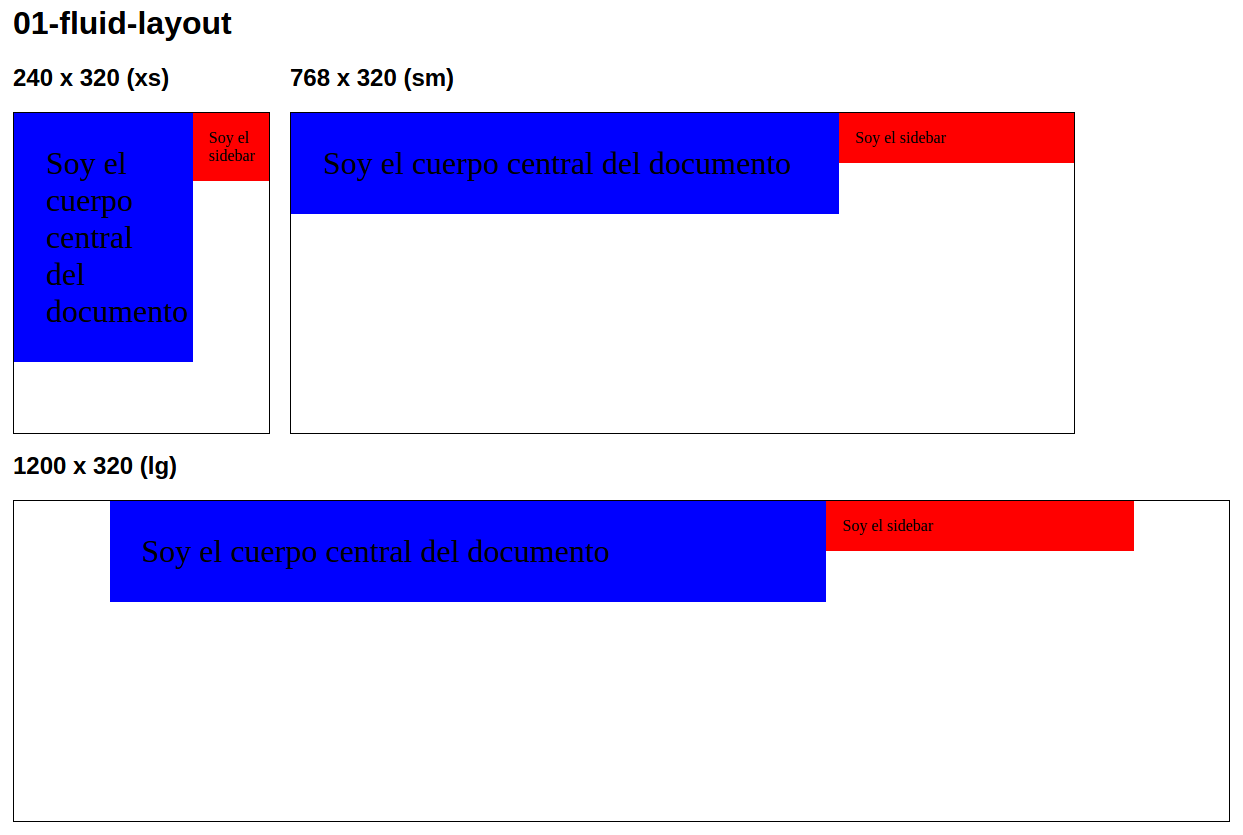 01-fluid-layout
240 x 320 (xs)
Soy el
cuerpo
central
del
documento
Soy el
sidebar
768 x 320 (sm)
Soy el cuerpo central del documento
Soy el sidebar
1200 x 320 (lg)
Soy el cuerpo central del documento
Soy el sidebar